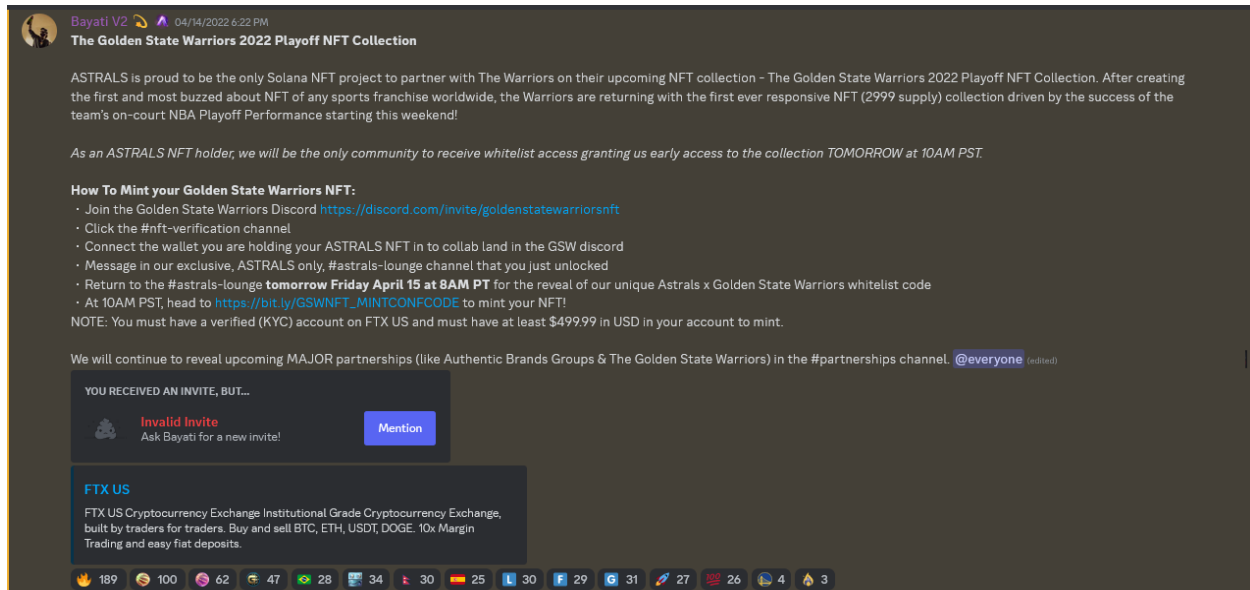 Bayati V2 04/14/2022 6:22 PM
The Golden State Warriors 2022 Playoff NFT Collection
ASTRALS is proud to be the only Solana NFT project to partner with The Warriors on their upcoming NFT collection - The Golden State Warriors 2022 Playoff NFT Collection. After creating
the first and most buzzed about NFT of any sports franchise worldwide, the Warriors are returning with the first ever responsive NFT (2999 supply) collection driven by the success of the
team's on-court NBA Playoff Performance starting this weekend!
As an ASTRALS NFT holder, we will be the only community to receive whitelist access granting us early access to the collection TOMORROW at 10AM PST.
How To Mint your Golden State Warriors NFT:
· Join the Golden State Warriors Discord https://discord.com/invite/goldenstatewarriorsnft
· Click the #nft-verification channel
· Connect the wallet you are holding your ASTRALS NFT in to collab land in the GSW discord
· Message in our exclusive, ASTRALS only, #astrals-lounge channel that you just unlocked
· Return to the #astrals-lounge tomorrow Friday April 15 at 8AM PT for the reveal of our unique Astrals x Golden State Warriors whitelist code
· At 10AM PST, head to https://bit.ly/GSWNFT_MINTCONFCODE to mint your NFT!
NOTE: You must have a verified (KYC) account on FTX US and must have at least $499.99 in USD in your account to mint.
We will continue to reveal upcoming MAJOR partnerships (like Authentic Brands Groups & The Golden State Warriors) in the #partnerships channel. @everyone (edited)
YOU RECEIVED AN INVITE, BUT...
Invalid Invite
Ask Bayati for a new invite!
Mention
FTX US
FTX US Cryptocurrency Exchange Institutional Grade Cryptocurrency Exchange,
built by traders for traders. Buy and sell BTC, ETH, USDT, DOGE. 10x Margin
Trading and easy fiat deposits.
189 100 62 47 28 34 30 25 L 30 F 29 G 31 27 26 4 3